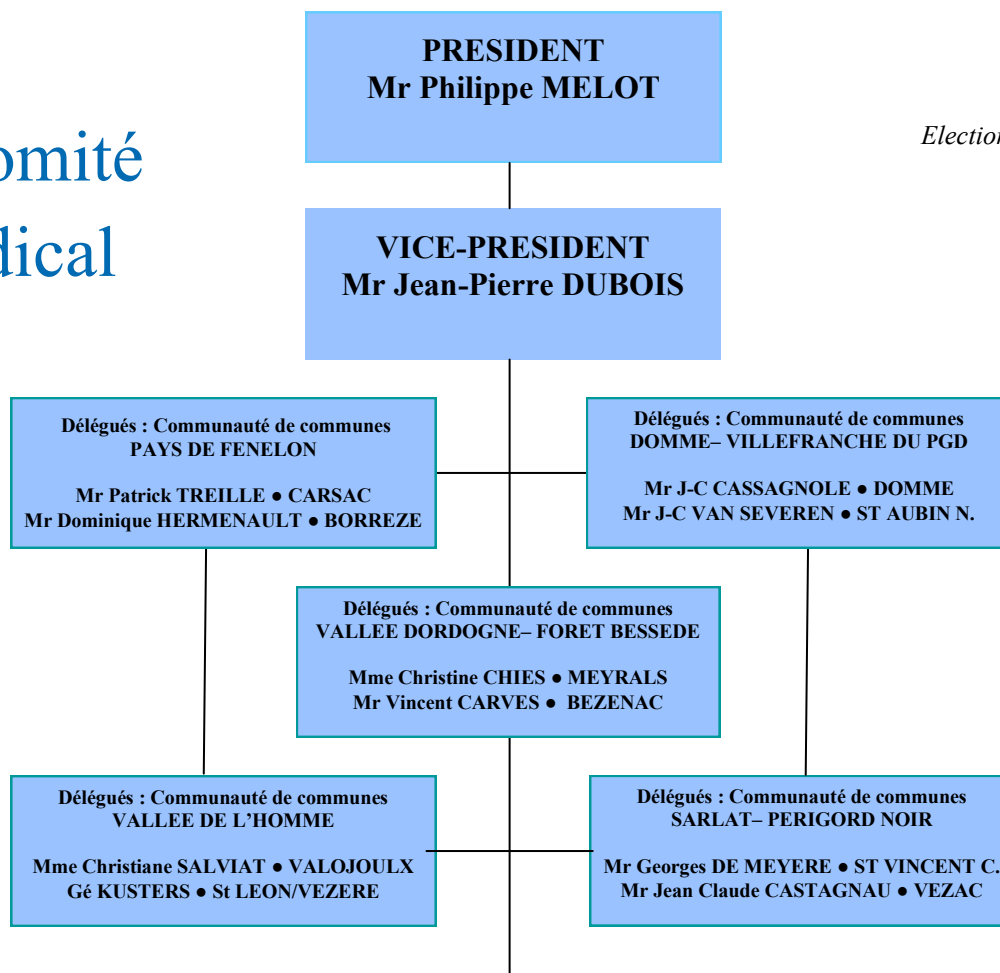 PRESIDENT
Mr Philippe MELOT
omité
dical
Election
VICE-PRESIDENT
Mr Jean-Pierre DUBOIS
Délégués : Communauté de communes
PAYS DE FENELON
Mr Patrick TREILLE ● CARSAC
Mr Dominique HERMENAULT ● BORREZE
Délégués : Communauté de communes
DOMME– VILLEFRANCHE DU PGD
Mr J-C CASSAGNOLE ● DOMME
Mr J-C VAN SEVEREN ● ST AUBIN N.
Délégués : Communauté de communes
VALLEE DORDOGNE– FORET BESSEDE
Mme Christine CHIES ● MEYRALS
Mr Vincent CARVES ● BEZENAC
Délégués : Communauté de communes
VALLEE DE L’HOMME
Mme Christiane SALVIAT ● VALOJOULX
Gé KUSTERS ● St LEON/VEZERE
Délégués : Communauté de communes
SARLAT– PERIGORD NOIR
Mr Georges DE MEYERE ● ST VINCENT C.
Mr Jean Claude CASTAGNAU ● VEZAC